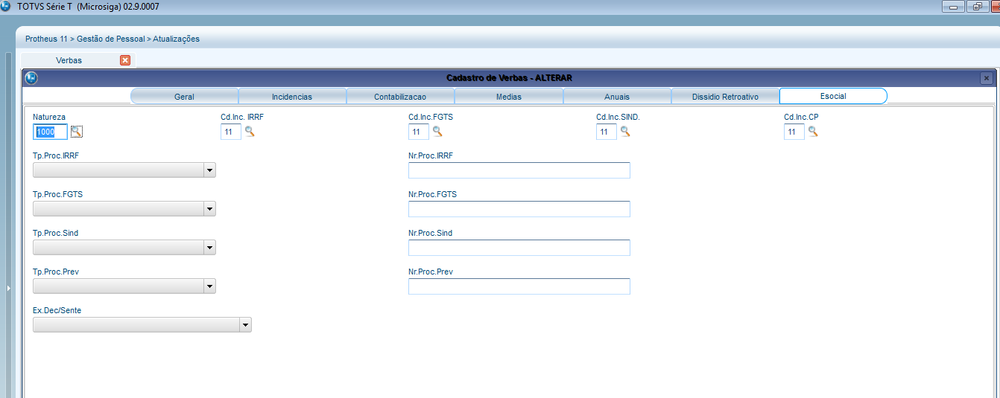 TOTVS Série T (Microsiga) 02.9.0007
Protheus 11 > Gestão de Pessoal > Atualizações
Verbas
Cadastro de Verbas - ALTERAR
Geral Incidencias Contabilizacao Medias Anuais Dissidio Retroativo Esocial
Natureza Cd.Inc. IRRF Cd.Inc.FGTS Cd.Inc.SIND. Cd.Inc.CP
1000 11 11 11 11
Tp.Proc.IRRF Nr.Proc.IRRF
Tp.Proc.FGTS Nr.Proc.FGTS
Tp.Proc.Sind Nr.Proc.Sind
Tp.Proc.Prev Nr.Proc.Prev
Ex.Dec/Sente